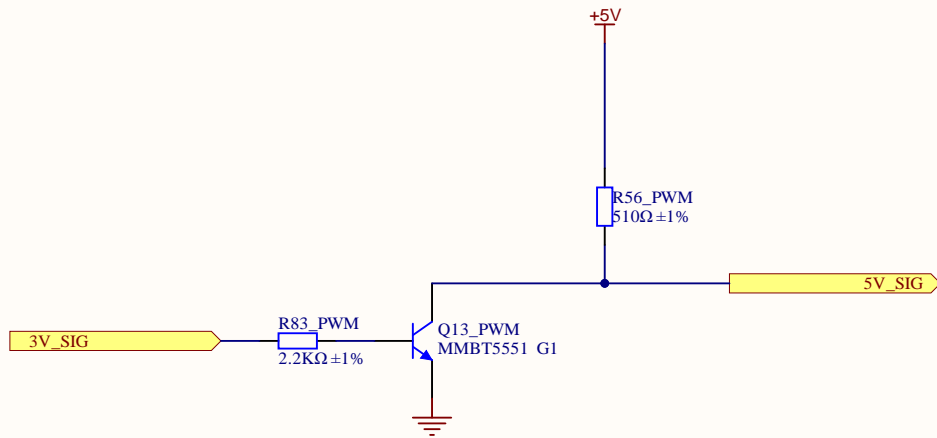 +5V
R56_PWM
510Ω ±1%
5V_SIG
R83_PWM
3V_SIG
2.2KΩ ±1%
Q13_PWM
MMBT5551 G1